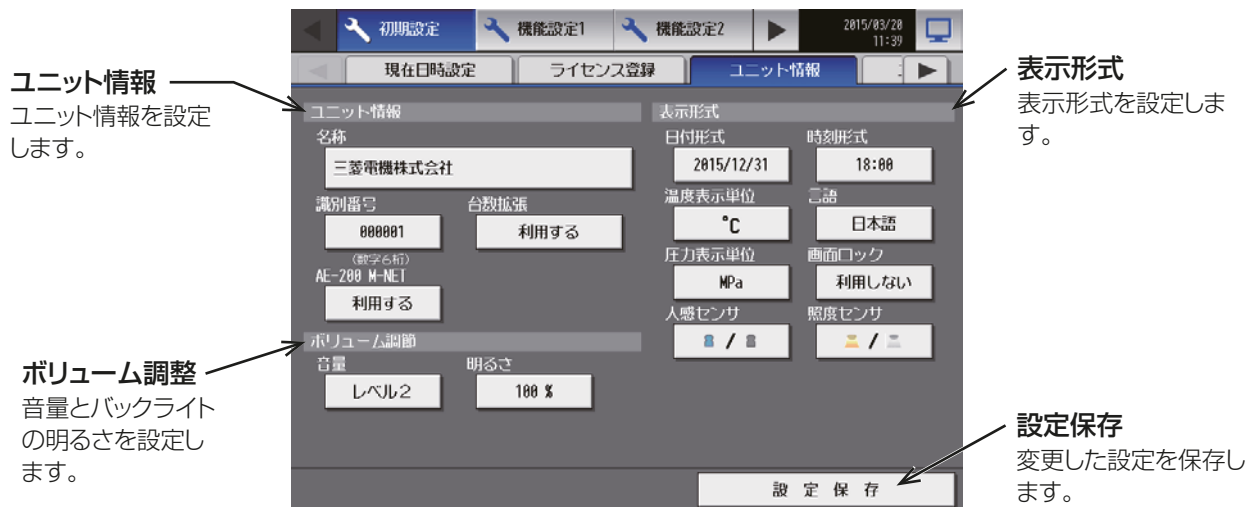 初期設定
機能設定1
機能設定2
2015/03/20
11:39
現在日時設定
ライセンス登録
ユニット情報
ユニット情報
ユニット情報を設定
します。
表示形式
表示形式を設定しま
す。
ユニット情報
名称
三菱電機株式会社
識別番号
台数拡張
000001
利用する
(数字6桁)
AE-200 M-NET
利用する
ボリューム調節
音量
明るさ
レベル2
100 %
表示形式
日付形式
時刻形式
2015/12/31
18:00
温度表示単位
言語
℃
日本語
圧力表示単位
画面ロック
MPa
利用しない
人感センサ
照度センサ
/
/
ボリューム調整
音量とバックライト
の明るさを設定し
ます。
設定保存
変更した設定を保存し
ます。
設 定 保 存